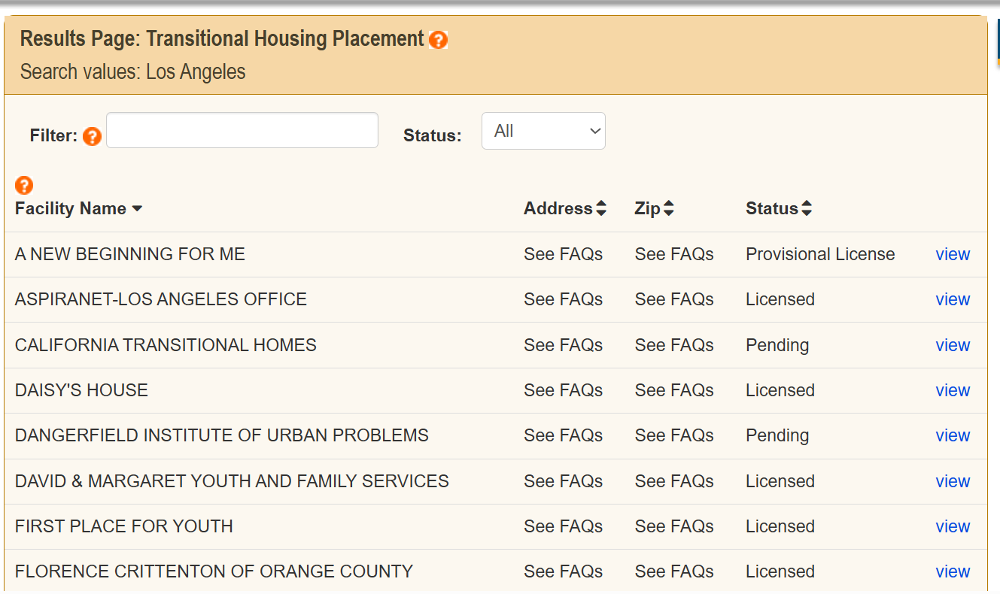 Results Page: Transitional Housing Placement ?
Search values: Los Angeles
Filter: ? Status: All
?
Facility Name Address Zip Status
A NEW BEGINNING FOR ME See FAQs See FAQs Provisional License view
ASPIRANET-LOS ANGELES OFFICE See FAQs See FAQs Licensed view
CALIFORNIA TRANSITIONAL HOMES See FAQs See FAQs Pending view
DAISY'S HOUSE See FAQs See FAQs Licensed view
DANGERFIELD INSTITUTE OF URBAN PROBLEMS See FAQs See FAQs Pending view
DAVID & MARGARET YOUTH AND FAMILY SERVICES See FAQs See FAQs Licensed view
FIRST PLACE FOR YOUTH See FAQs See FAQs Licensed view
FLORENCE CRITTENTON OF ORANGE COUNTY See FAQs See FAQs Licensed view